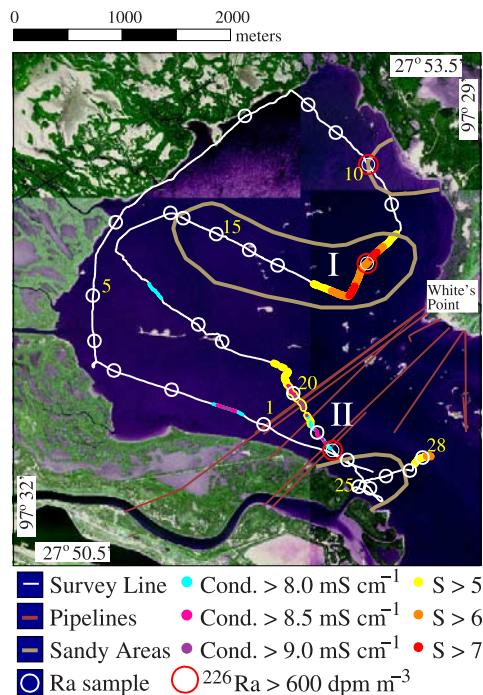 0 1000 2000
meters
27° 53.5'
97° 29'
10
15
I
5
White's
Point
20
1
II
28
25
97° 32'
27° 50.5'
Survey Line
Cond. > 8.0 mS cm⁻¹
S > 5
Pipelines
Cond. > 8.5 mS cm⁻¹
S > 6
Sandy Areas
Cond. > 9.0 mS cm⁻¹
S > 7
Ra sample
²²⁶Ra > 600 dpm m⁻³